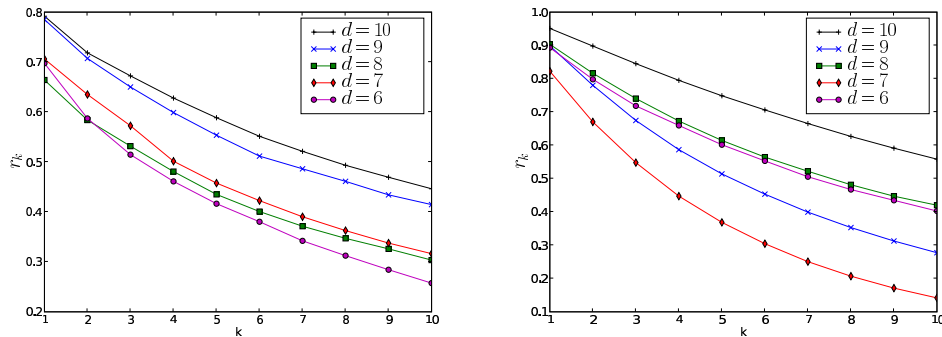 0.8
0.7
0.6
0.5
0.4
0.3
0.2
r_k
1 2 3 4 5 6 7 8 9 10
k
d = 10
d = 9
d = 8
d = 7
d = 6
1.0
0.9
0.8
0.7
0.6
0.5
0.4
0.3
0.2
0.1
r_k
1 2 3 4 5 6 7 8 9 10
k
d = 10
d = 9
d = 8
d = 7
d = 6